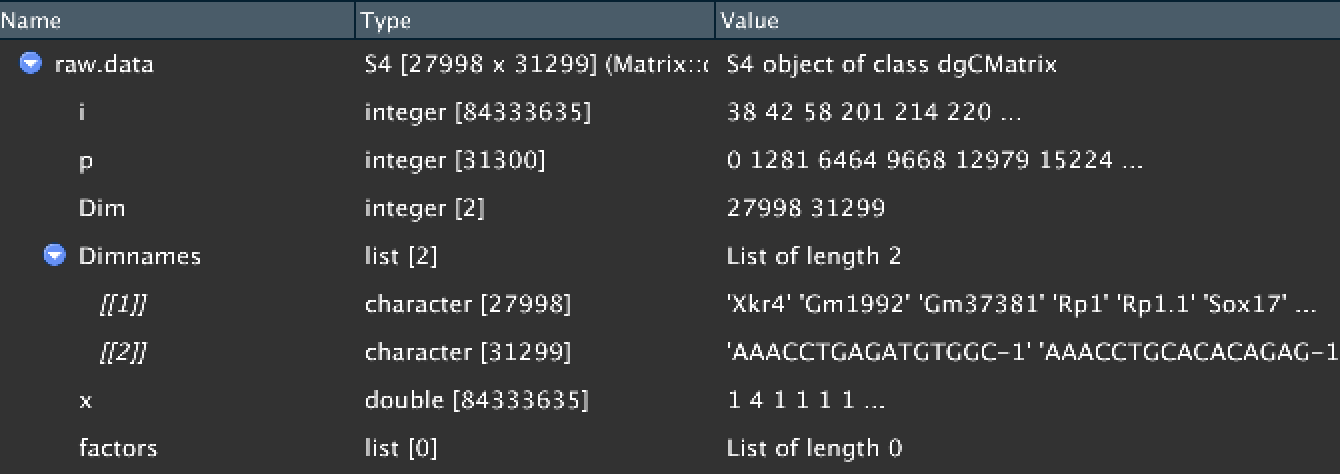 Name Type Value
raw.data S4 [27998 x 31299] (Matrix::c S4 object of class dgCMatrix
i integer [84333635] 38 42 58 201 214 220 ...
p integer [31300] 0 1281 6464 9668 12979 15224 ...
Dim integer [2] 27998 31299
Dimnames list [2] List of length 2
[[1]] character [27998] 'Xkr4' 'Gm1992' 'Gm37381' 'Rp1' 'Rp1.1' 'Sox17' ...
[[2]] character [31299] 'AAACCTGAGATGTGGC-1' 'AAACCTGCACACAGAG-1
x double [84333635] 1 4 1 1 1 1 ...
factors list [0] List of length 0